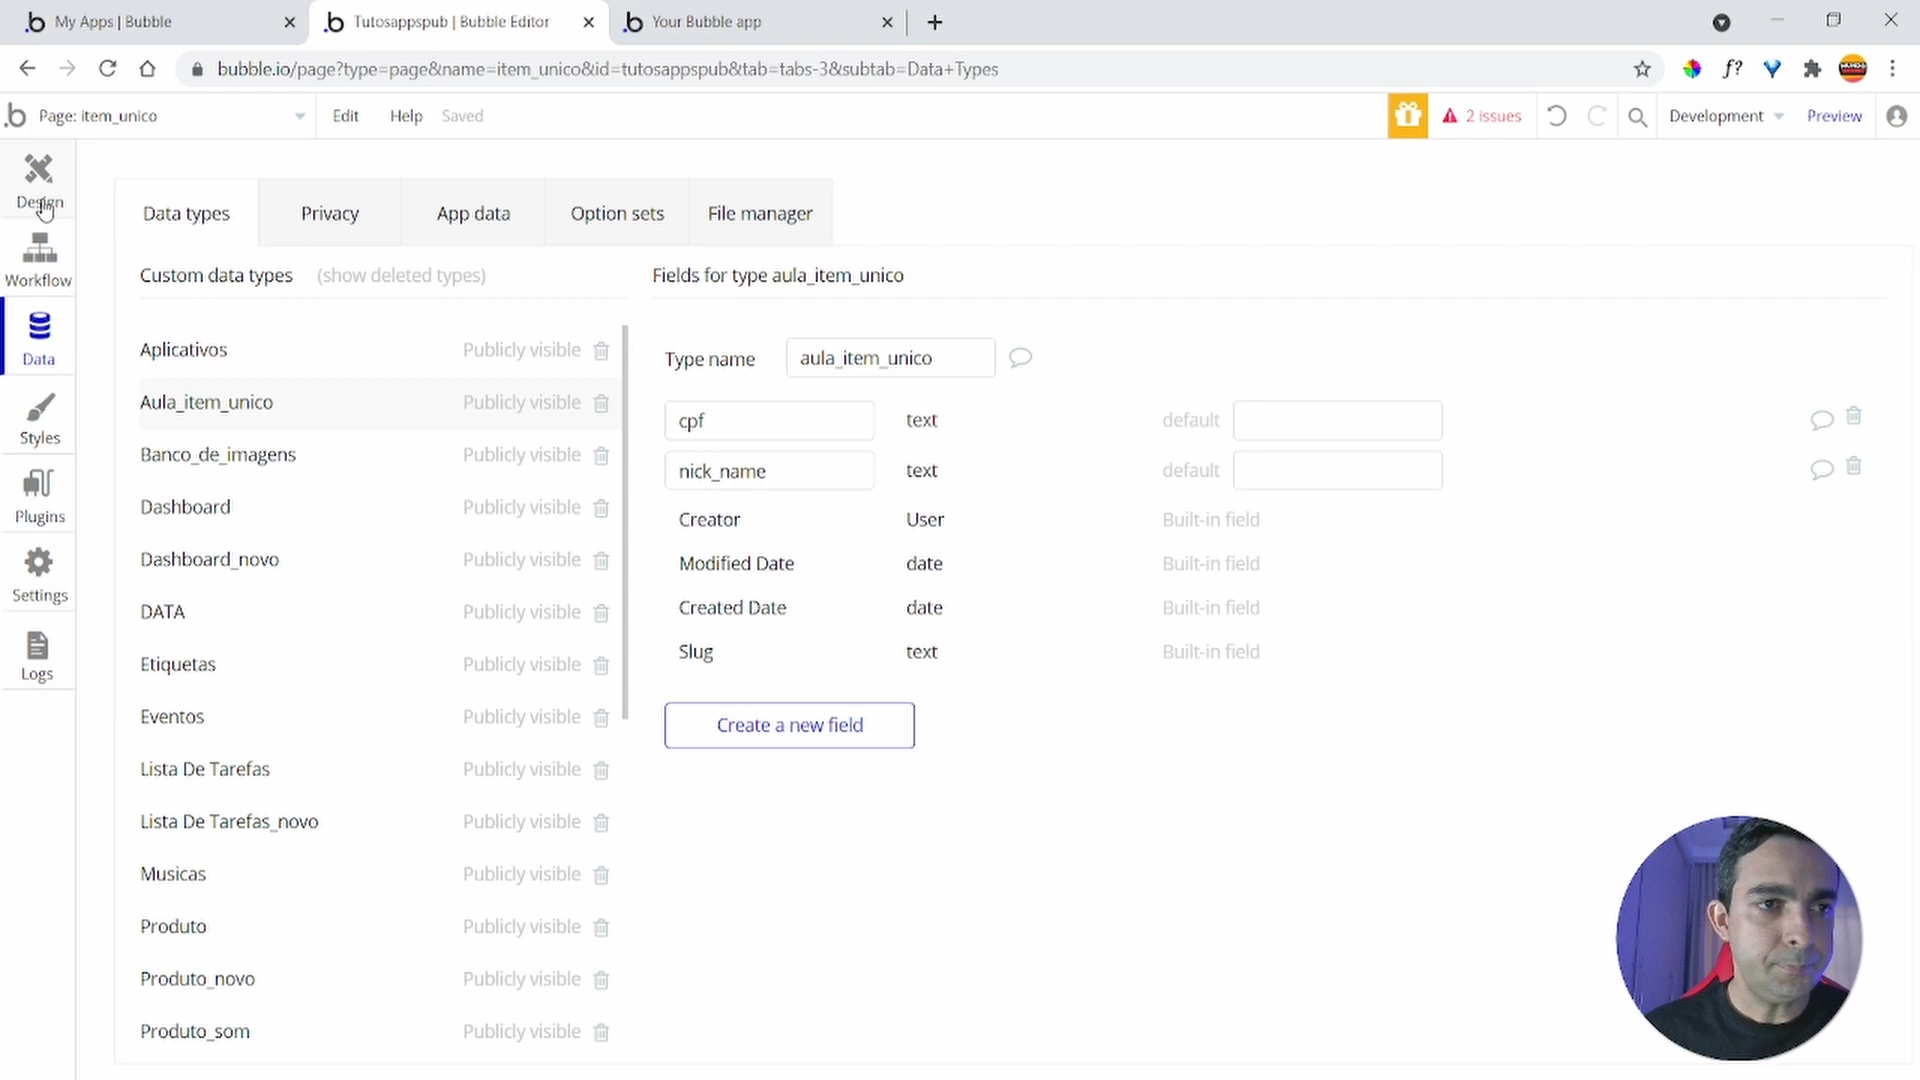 My Apps | Bubble
Tutosappspub | Bubble Editor
Your Bubble app
bubble.io/page?type=page&name=item_unico&id=tutosappspub&tab=tabs-3&subtab=Data+Types
f?
Page: item_unico
Edit
Help
Saved
2 issues
Development
Preview
Design
Workflow
Data
Styles
Plugins
Settings
Logs
Data types
Privacy
App data
Option sets
File manager
Custom data types (show deleted types)
Aplicativos Publicly visible
Aula_item_unico Publicly visible
Banco_de_imagens Publicly visible
Dashboard Publicly visible
Dashboard_novo Publicly visible
DATA Publicly visible
Etiquetas Publicly visible
Eventos Publicly visible
Lista De Tarefas Publicly visible
Lista De Tarefas_novo Publicly visible
Musicas Publicly visible
Produto Publicly visible
Produto_novo Publicly visible
Produto_som Publicly visible
Fields for type aula_item_unico
Type name aula_item_unico
cpf text default
nick_name text default
Creator User Built-in field
Modified Date date Built-in field
Created Date date Built-in field
Slug text Built-in field
Create a new field